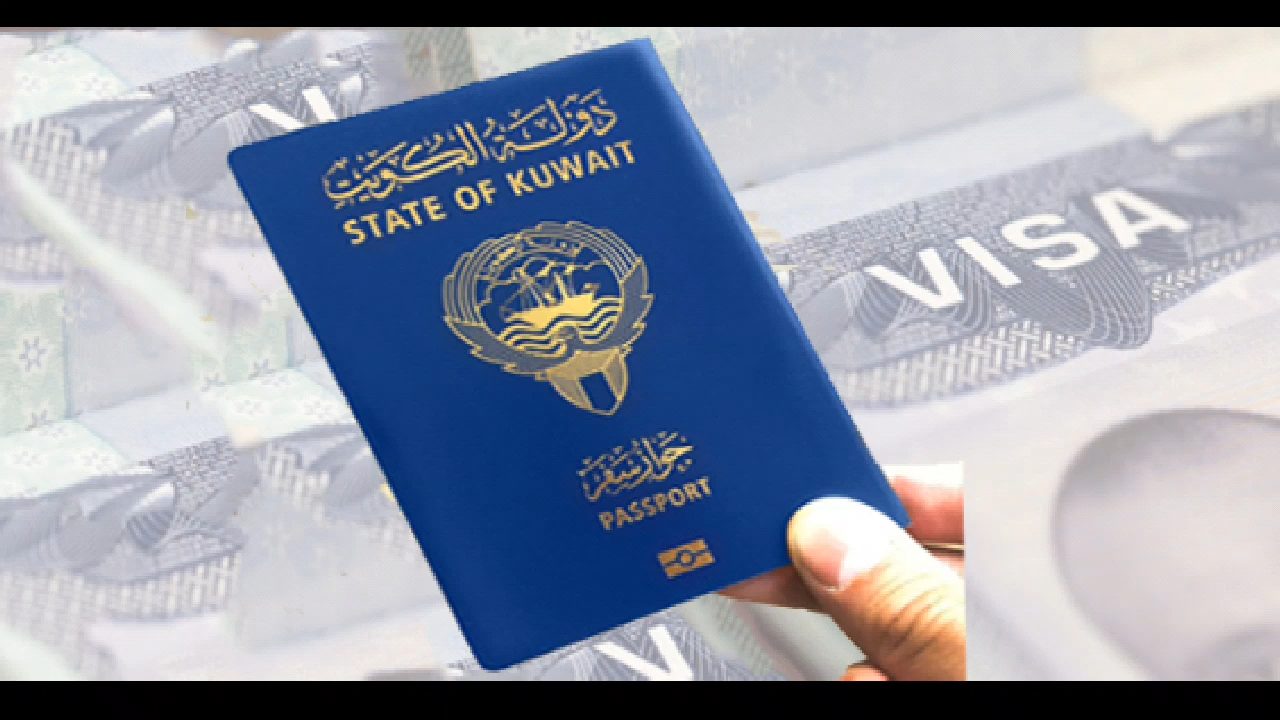 دولة الكويت
STATE OF KUWAIT
جواز سفر
PASSPORT
VISA
V
V